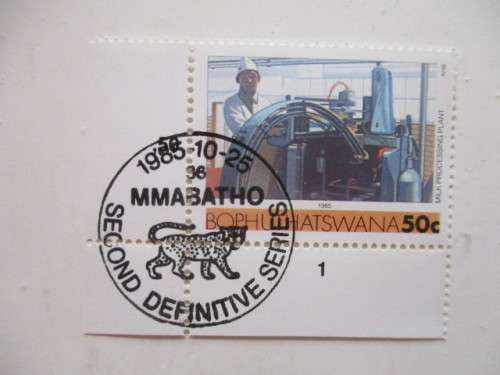 MILK PROCESSING PLANT
1985
BOPHUTHATSWANA 50c
1985-10-25
MMABATHO
SECOND DEFINITIVE SERIES
1